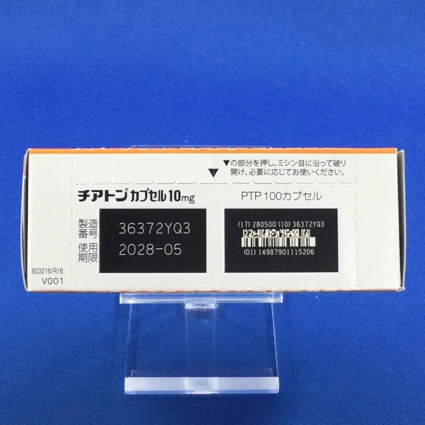 ▼の部分を押し、ミシン目に沿って破り
開け、必要に応じてお使いください。
▼
チアトンカプセル10mg
PTP 100カプセル
製造番号 36372YQ3
使用期限 2028-05
(17) 280500 (10) 36372YQ3
(01) 14987901115206
603216/R16
V001